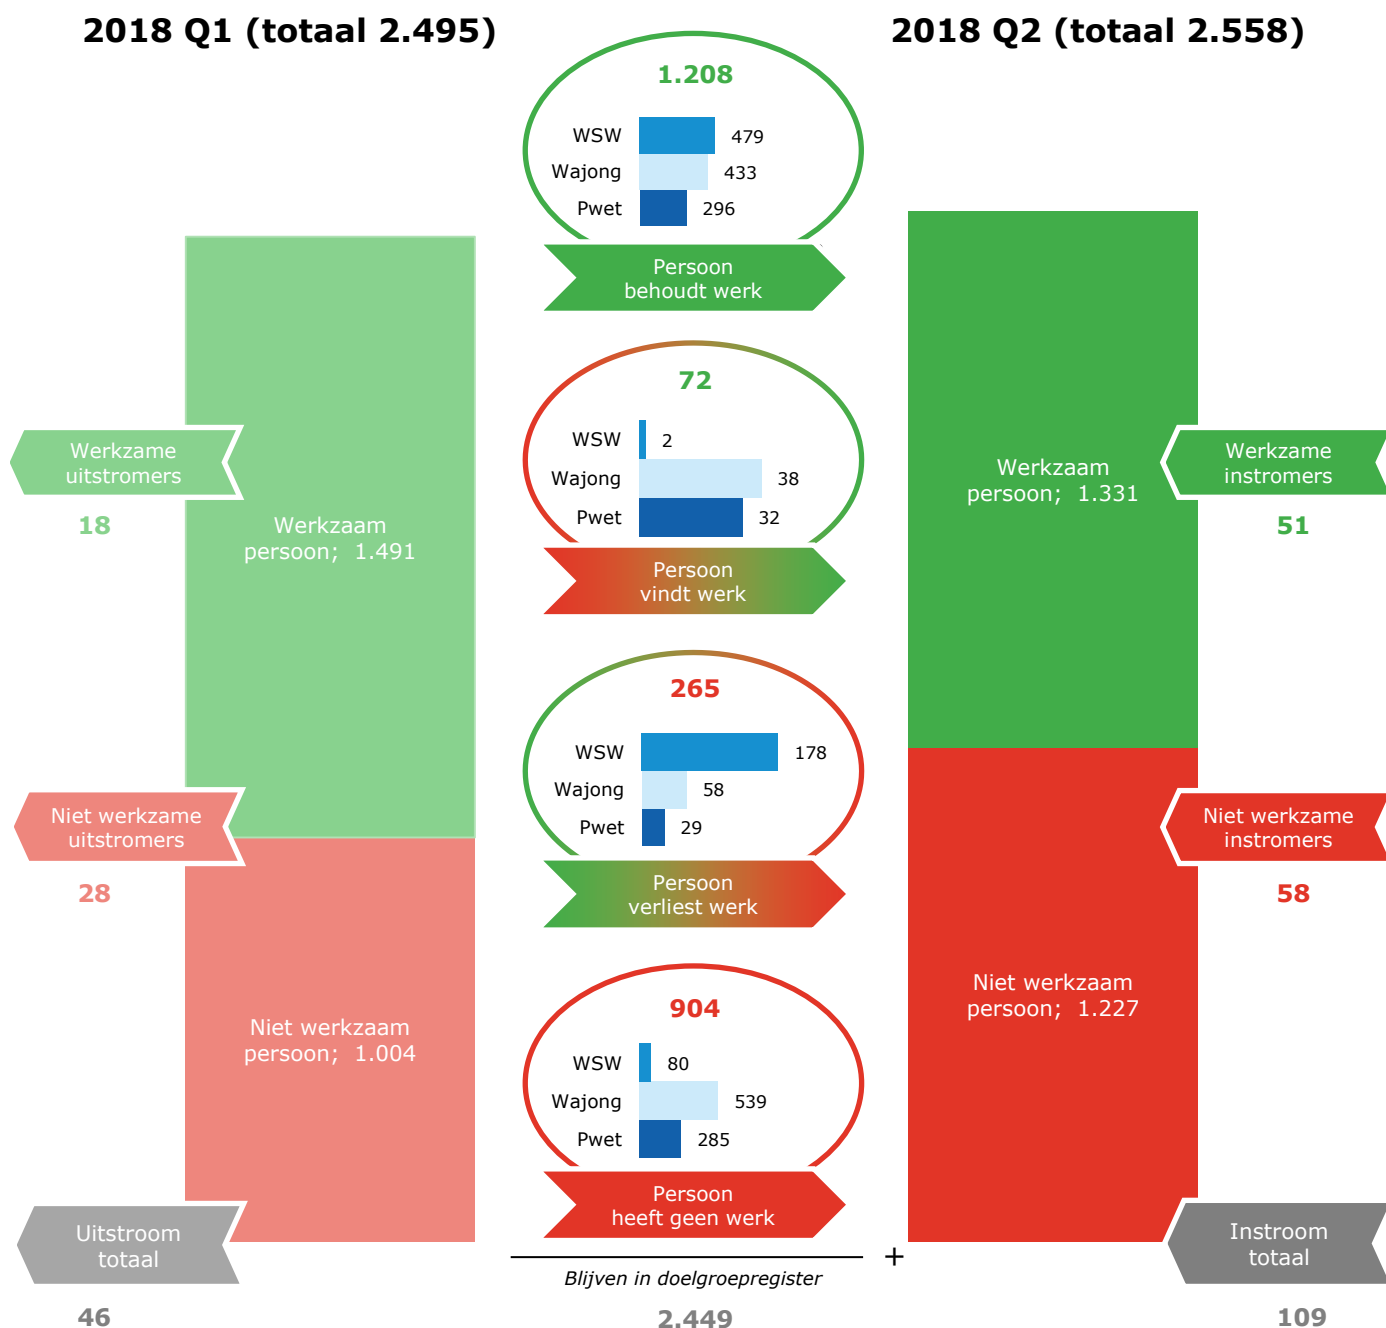 2018 Q1 (totaal 2.495)
2018 Q2 (totaal 2.558)
1.208
WSW 479
Wajong 433
Pwet 296
Persoon
behoudt werk
72
WSW 2
Wajong 38
Pwet 32
Persoon
vindt werk
265
WSW 178
Wajong 58
Pwet 29
Persoon
verliest werk
904
WSW 80
Wajong 539
Pwet 285
Persoon
heeft geen werk
Werkzame
uitstromers
18
Werkzaam
persoon; 1.491
Niet werkzame
uitstromers
28
Niet werkzaam
persoon; 1.004
Uitstroom
totaal
46
Werkzaam
persoon; 1.331
Werkzame
instromers
51
Niet werkzame
instromers
58
Niet werkzaam
persoon; 1.227
Instroom
totaal
109
+
Blijven in doelgroepregister
2.449